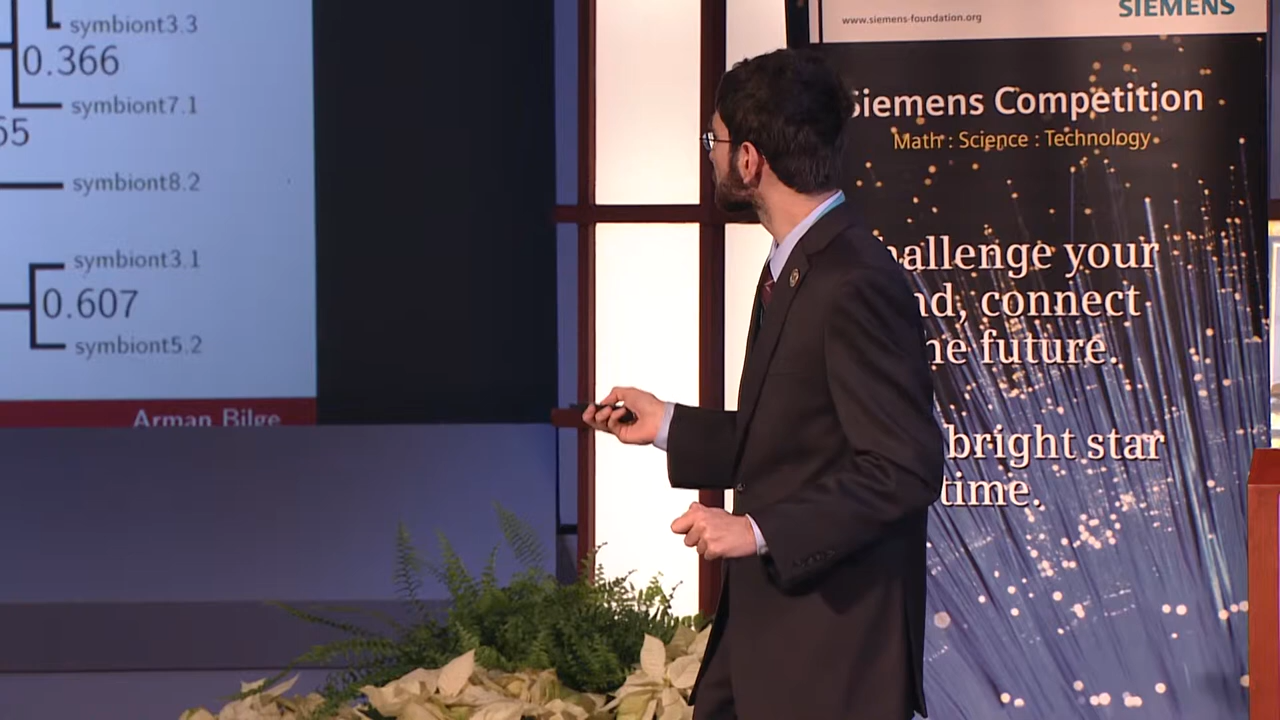 symbiont3.3
0.366
symbiont7.1
symbiont8.2
symbiont3.1
0.607
symbiont5.2
Arman Bilge
www.siemens-foundation.org
SIEMENS
Siemens Competition
Math : Science : Technology
hallenge your
nd, connect
he future.
bright star
time.